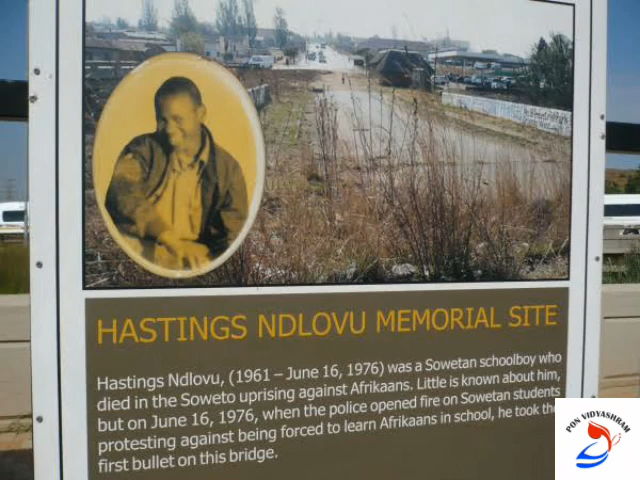 HASTINGS NDLOVU MEMORIAL SITE
Hastings Ndlovu, (1961 – June 16, 1976) was a Sowetan schoolboy who
died in the Soweto uprising against Afrikaans. Little is known about him,
but on June 16, 1976, when the police opened fire on Sowetan students
protesting against being forced to learn Afrikaans in school, he took the
first bullet on this bridge.
PON VIDYASHRAM